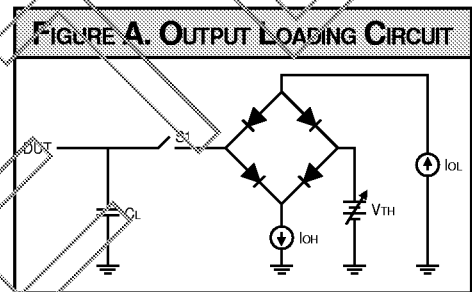 FIGURE A. OUTPUT LOADING CIRCUIT
S1
DUT
CL
IOH
VTH
IOL